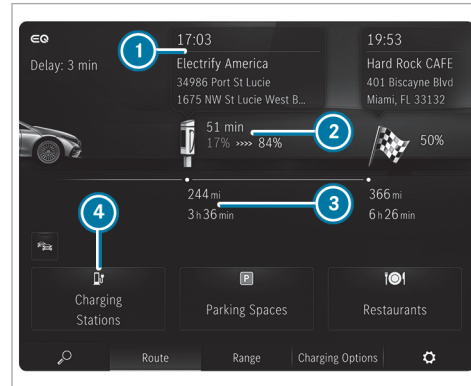 EQ
Delay: 3 min
1
17:03
Electrify America
34986 Port St Lucie
1675 NW St Lucie West B...
19:53
Hard Rock CAFE
401 Biscayne Blvd
Miami, FL 33132
51 min
17% »»» 84%
2
50%
244 mi
3 h 36 min
3
366 mi
6 h 26 min
4
Charging
Stations
P
Parking Spaces
Restaurants
Route
Range
Charging Options